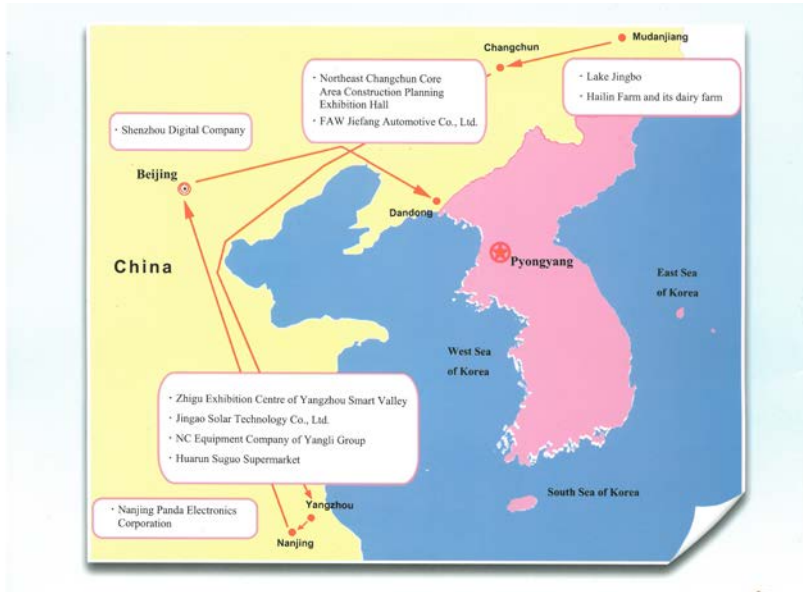 Mudanjiang
Changchun
· Northeast Changchun Core
Area Construction Planning
Exhibition Hall
· FAW Jiefang Automotive Co., Ltd.
· Lake Jingbo
· Hailin Farm and its dairy farm
· Shenzhou Digital Company
Beijing
Dandong
China
Pyongyang
East Sea
of Korea
West Sea
of Korea
· Zhigu Exhibition Centre of Yangzhou Smart Valley
· Jingao Solar Technology Co., Ltd.
· NC Equipment Company of Yangli Group
· Huarun Suguo Supermarket
South Sea of Korea
· Nanjing Panda Electronics
Corporation
Yangzhou
Nanjing